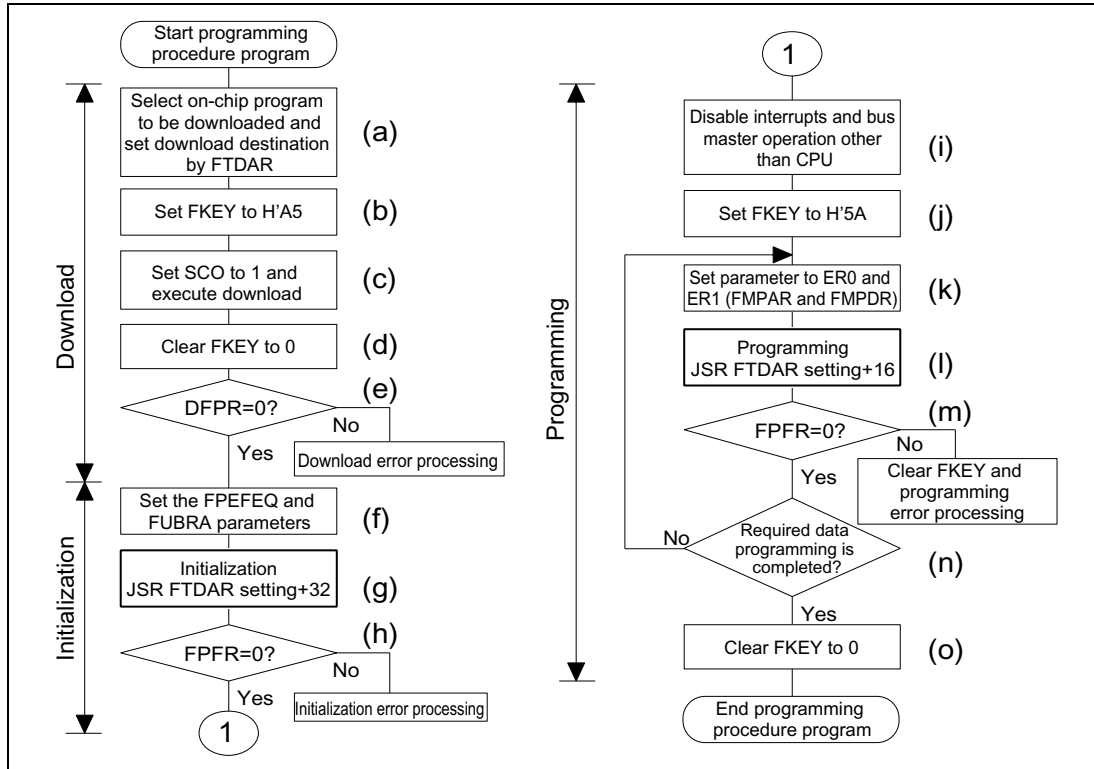 Start programming
procedure program
Download
Select on-chip program
to be downloaded and
set download destination
by FTDAR
(a)
Set FKEY to H'A5
(b)
Set SCO to 1 and
execute download
(c)
Clear FKEY to 0
(d)
DFPR=0?
(e)
No
Yes
Download error processing
Initialization
Set the FPEFEQ and
FUBRA parameters
(f)
Initialization
JSR FTDAR setting+32
(g)
FPFR=0?
(h)
No
Yes
Initialization error processing
1
1
Programming
Disable interrupts and bus
master operation other
than CPU
(i)
Set FKEY to H'5A
(j)
Set parameter to ER0 and
ER1 (FMPAR and FMPDR)
(k)
Programming
JSR FTDAR setting+16
(l)
FPFR=0?
(m)
No
Yes
Clear FKEY and
programming
error processing
Required data
programming is
completed?
(n)
No
Yes
Clear FKEY to 0
(o)
End programming
procedure program